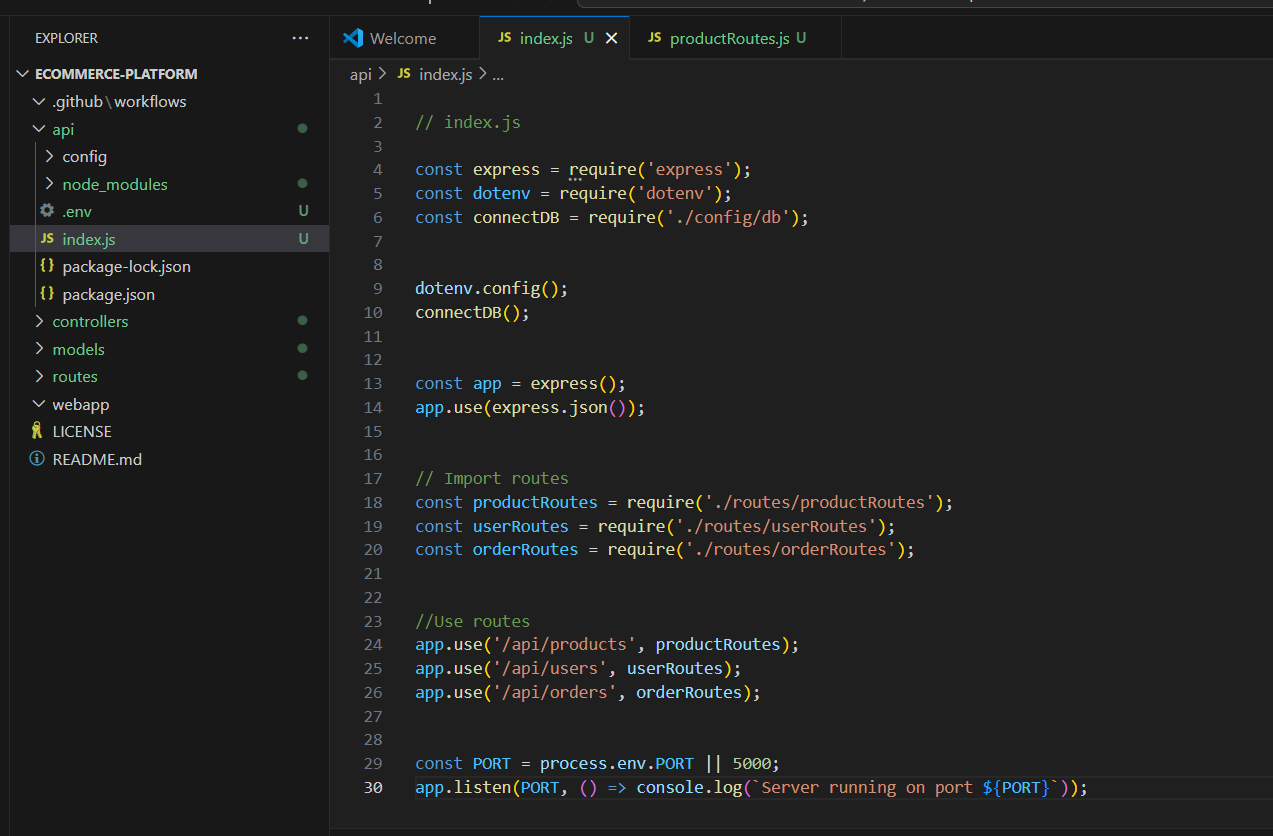 EXPLORER ...
ECOMMERCE-PLATFORM
.github\workflows
api
config
node_modules
.env U
JS index.js U
{} package-lock.json
{} package.json
controllers
models
routes
webapp
LICENSE
README.md
Welcome JS index.js U JS productRoutes.js U
api > JS index.js > ...
1
2 // index.js
3
4 const express = require('express');
5 const dotenv = require('dotenv');
6 const connectDB = require('./config/db');
7
8
9 dotenv.config();
10 connectDB();
11
12
13 const app = express();
14 app.use(express.json());
15
16
17 // Import routes
18 const productRoutes = require('./routes/productRoutes');
19 const userRoutes = require('./routes/userRoutes');
20 const orderRoutes = require('./routes/orderRoutes');
21
22
23 //Use routes
24 app.use('/api/products', productRoutes);
25 app.use('/api/users', userRoutes);
26 app.use('/api/orders', orderRoutes);
27
28
29 const PORT = process.env.PORT || 5000;
30 app.listen(PORT, () => console.log(`Server running on port ${PORT}`));